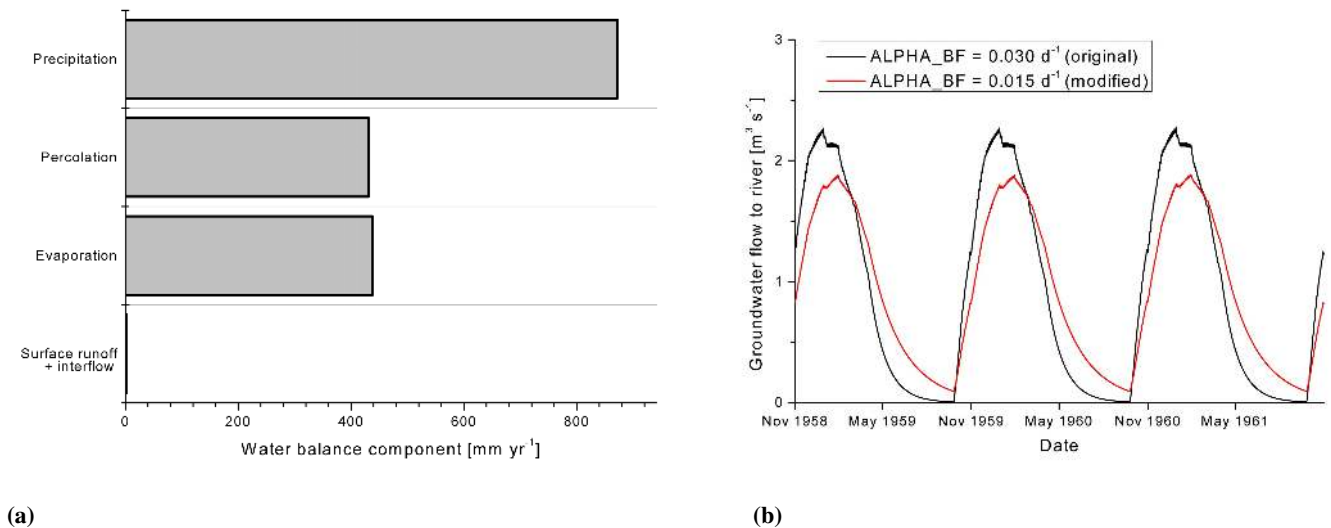 Precipitation
Percolation
Evaporation
Surface runoff
+ interflow
0 200 400 600 800
Water balance component [mm yr⁻¹]
(a)
3
2
1
0
Groundwater flow to river [m³ s⁻¹]
ALPHA_BF = 0.030 d⁻¹ (original)
ALPHA_BF = 0.015 d⁻¹ (modified)
Nov 1958 May 1959 Nov 1959 May 1960 Nov 1960 May 1961
Date
(b)